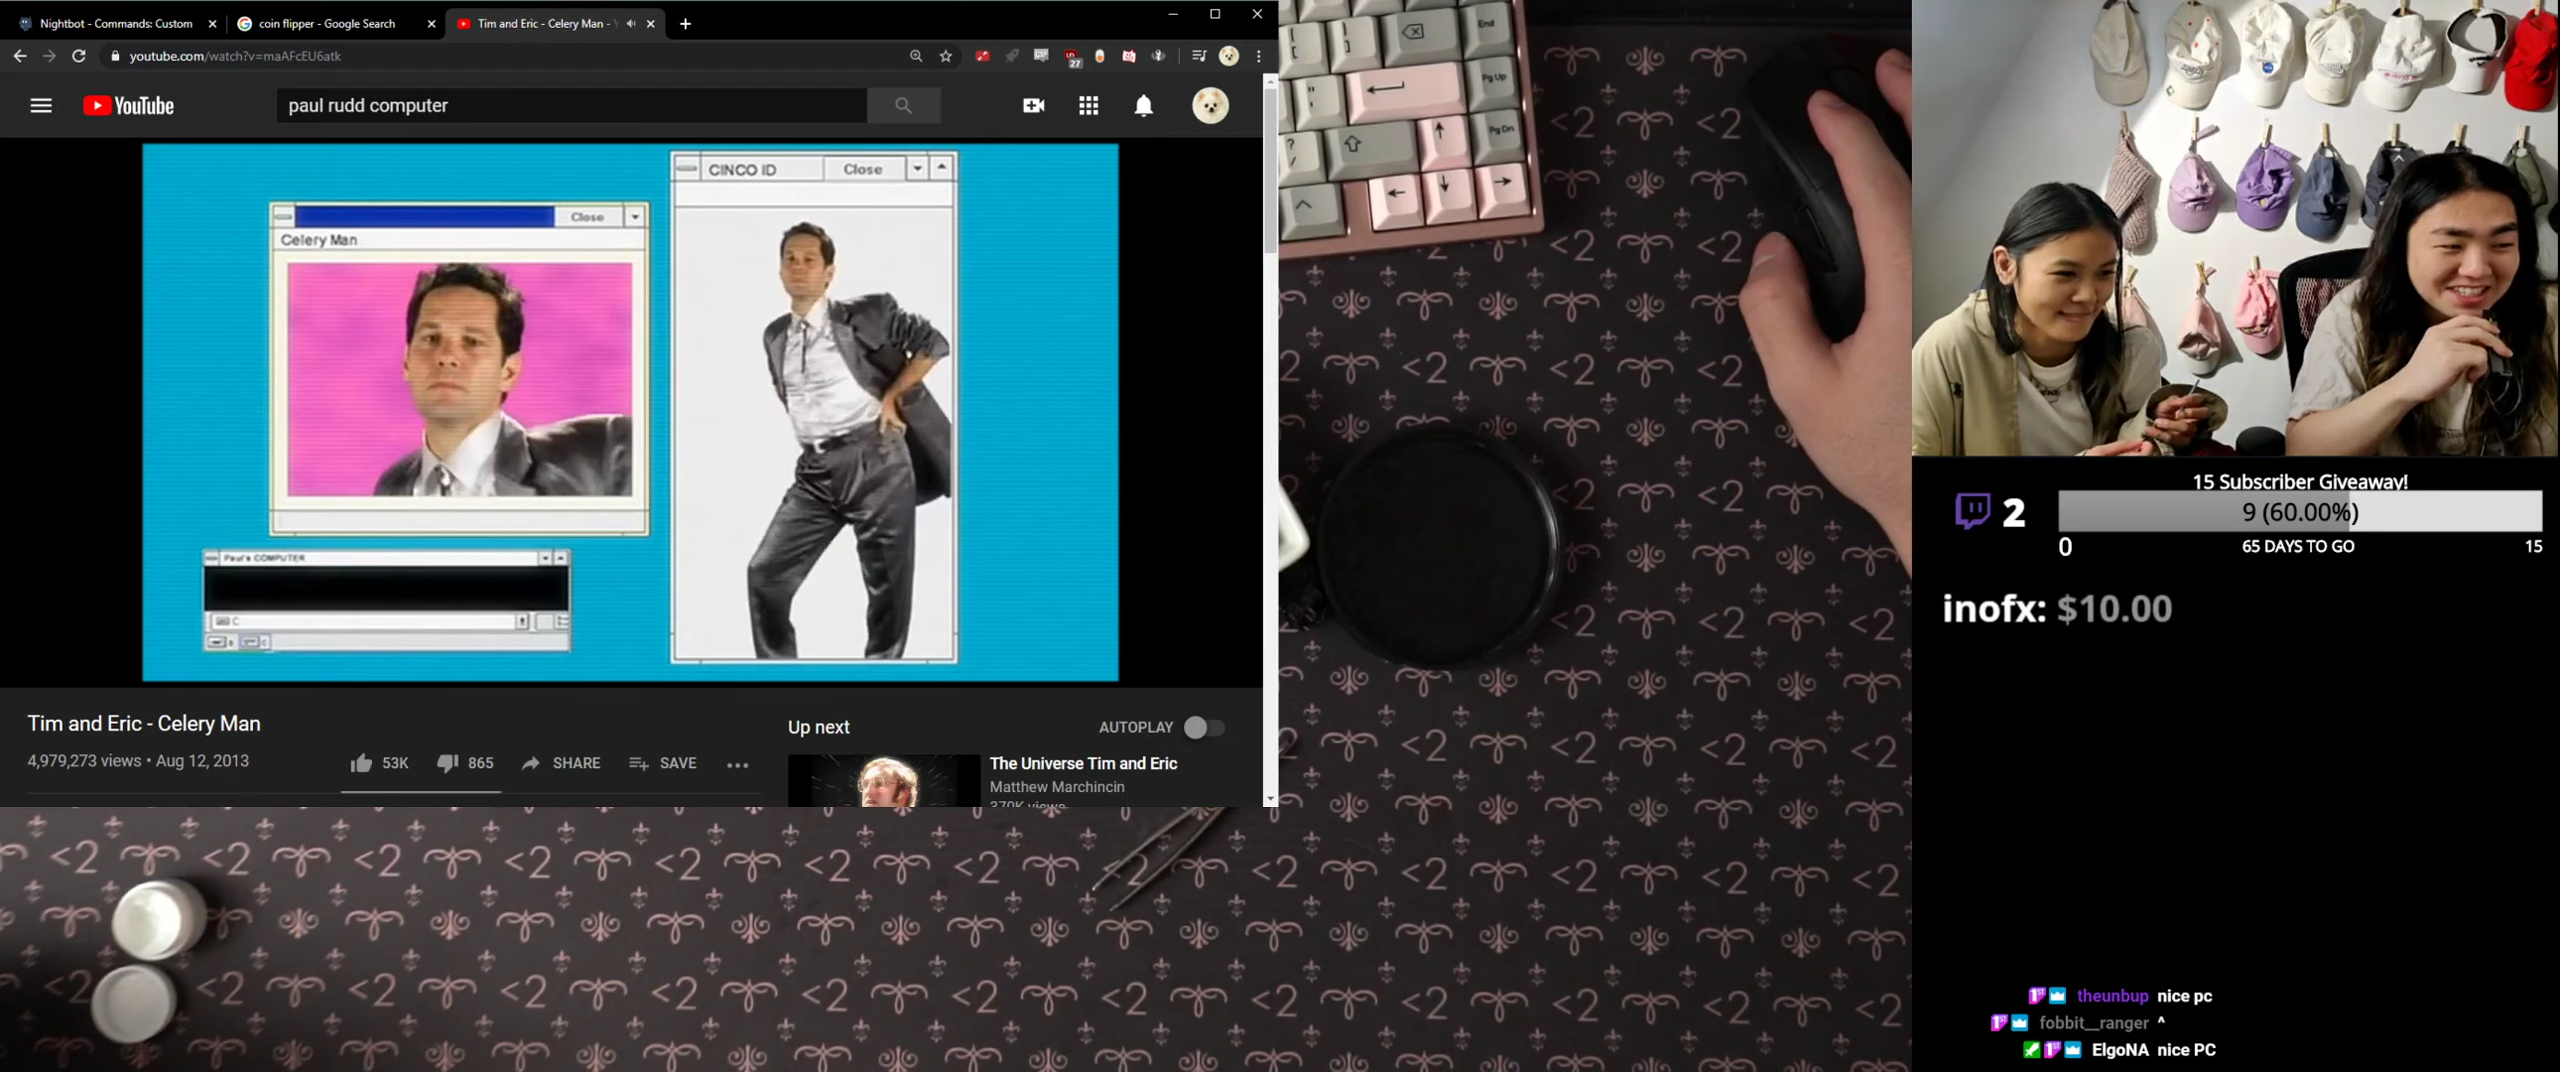 Nightbot - Commands: Custom
coin flipper - Google Search
Tim and Eric - Celery Man -
youtube.com/watch?v=maAFcEU6atk
27
YouTube
paul rudd computer
CINCO ID
Close
Close
Celery Man
Paul's COMPUTER
C:
Tim and Eric - Celery Man
4,979,273 views • Aug 12, 2013
53K
865
SHARE
SAVE
Up next
AUTOPLAY
The Universe Tim and Eric
Matthew Marchincin
370K views
End
Pg Up
Pg Dn
<2
15 Subscriber Giveaway!
2
9 (60.00%)
0
65 DAYS TO GO
15
inofx: $10.00
theunbup nice pc
fobbit__ranger ^
ElgoNA nice PC